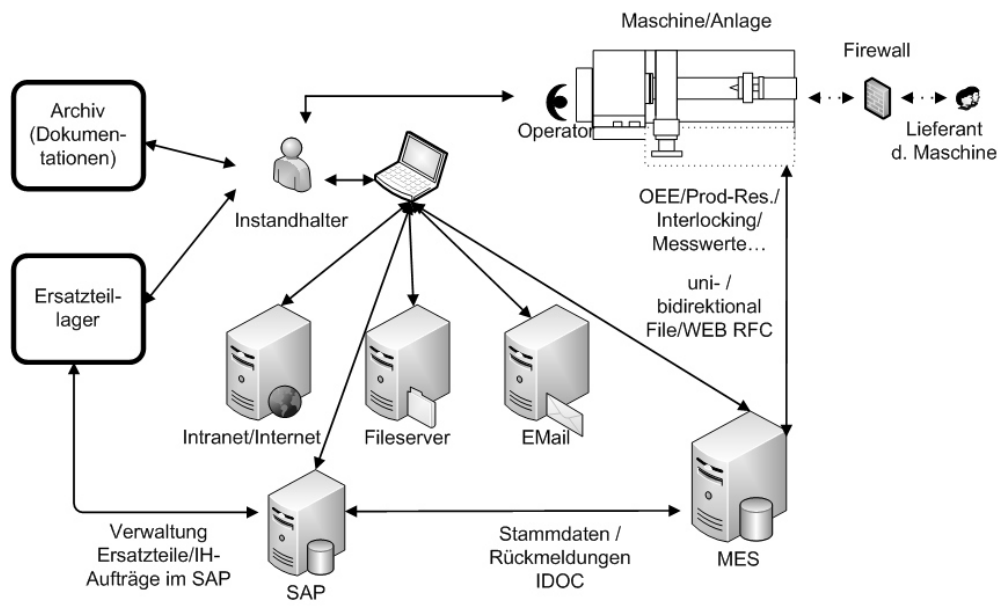 Maschine/Anlage
Firewall
Archiv
(Dokumen-
tationen)
Operator
Lieferant
d. Maschine
Instandhalter
OEE/Prod-Res./
Interlocking/
Messwerte…
Ersatzteil-
lager
uni- /
bidirektional
File/WEB RFC
Intranet/Internet
Fileserver
EMail
Verwaltung
Ersatzteile/IH-
Aufträge im SAP
SAP
Stammdaten /
Rückmeldungen
IDOC
MES